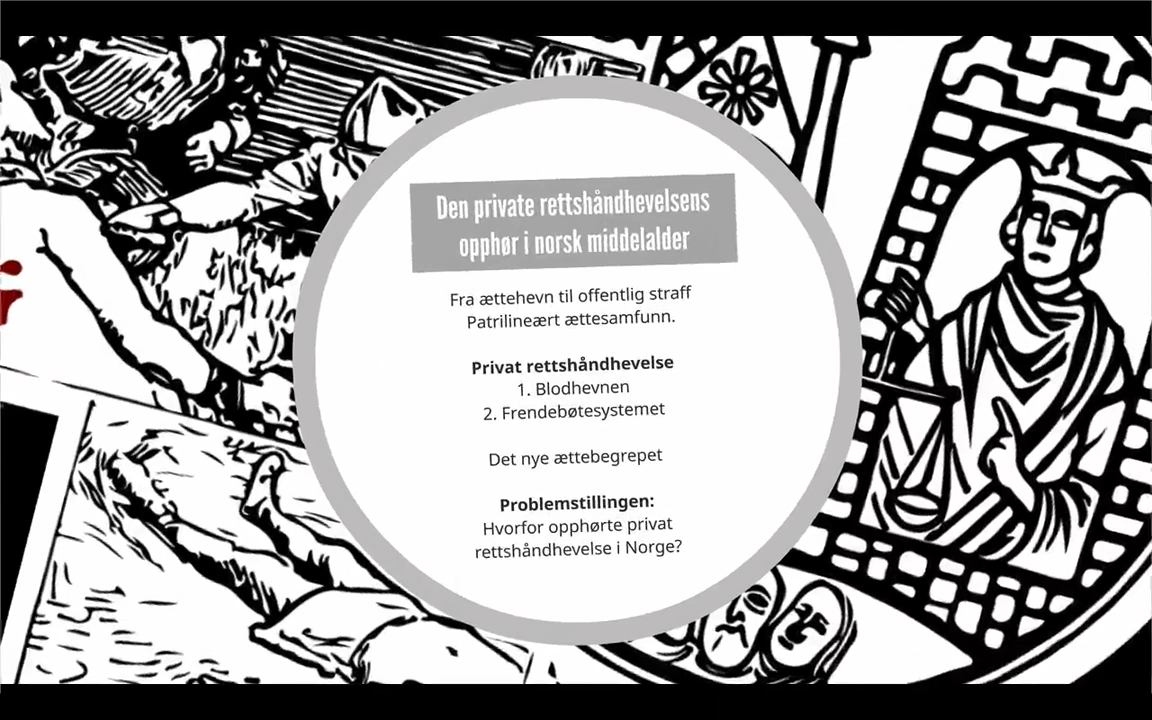 Den private rettshåndhevelsens
opphør i norsk middelalder
Fra ættehevn til offentlig straff
Patrilineært ættesamfunn.
Privat rettshåndhevelse
1. Blodhevnen
2. Frendebøtesystemet
Det nye ættebegrepet
Problemstillingen:
Hvorfor opphørte privat
rettshåndhevelse i Norge?